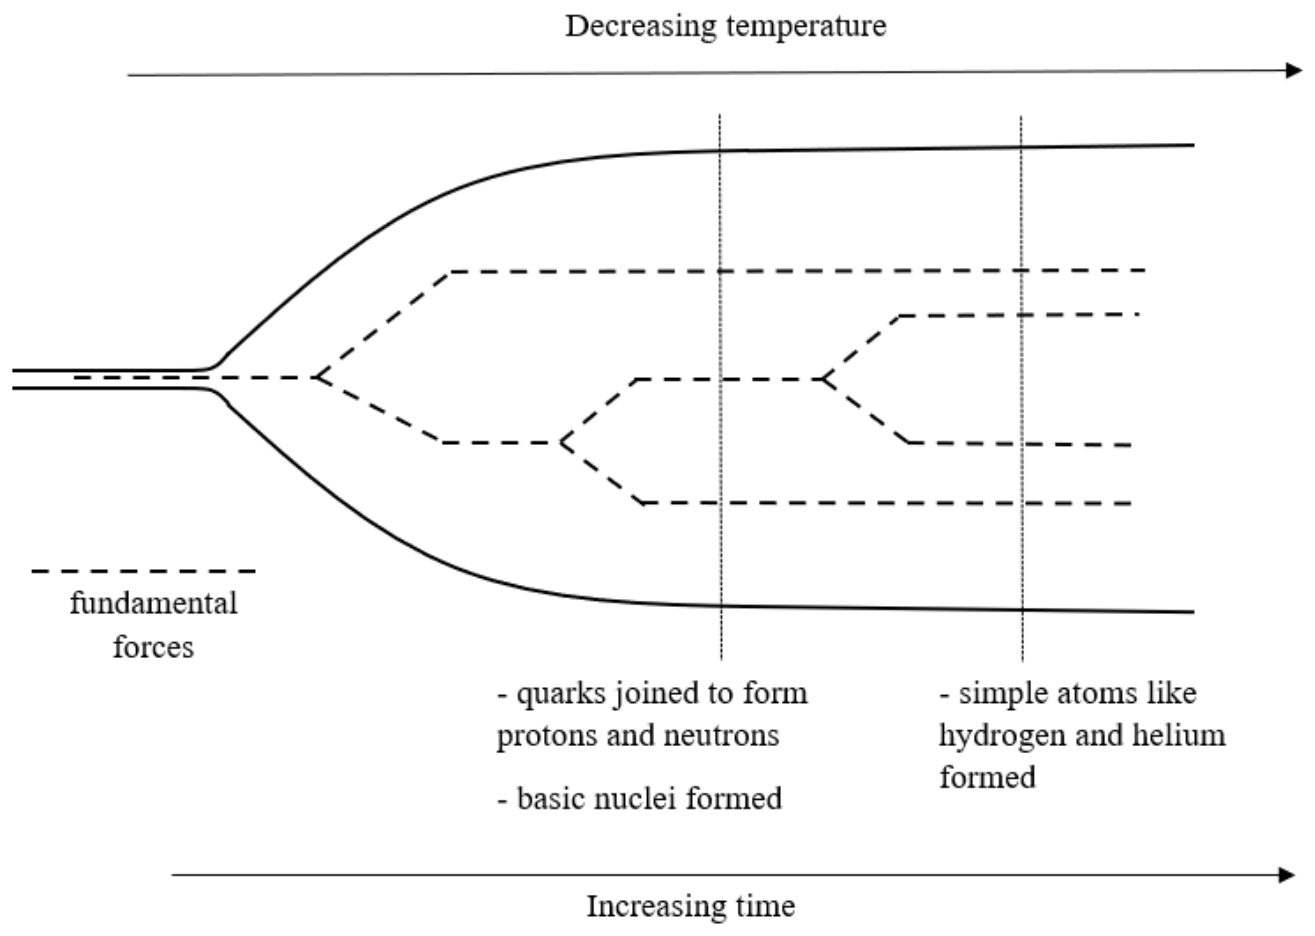 Decreasing temperature
fundamental
forces
- quarks joined to form
protons and neutrons
- basic nuclei formed
- simple atoms like
hydrogen and helium
formed
Increasing time